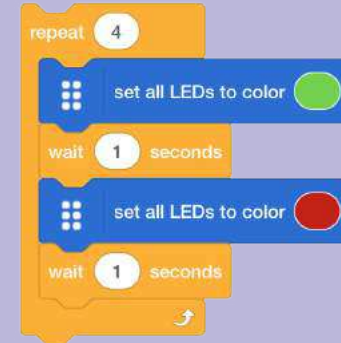 repeat 4
set all LEDs to color
wait 1 seconds
set all LEDs to color
wait 1 seconds